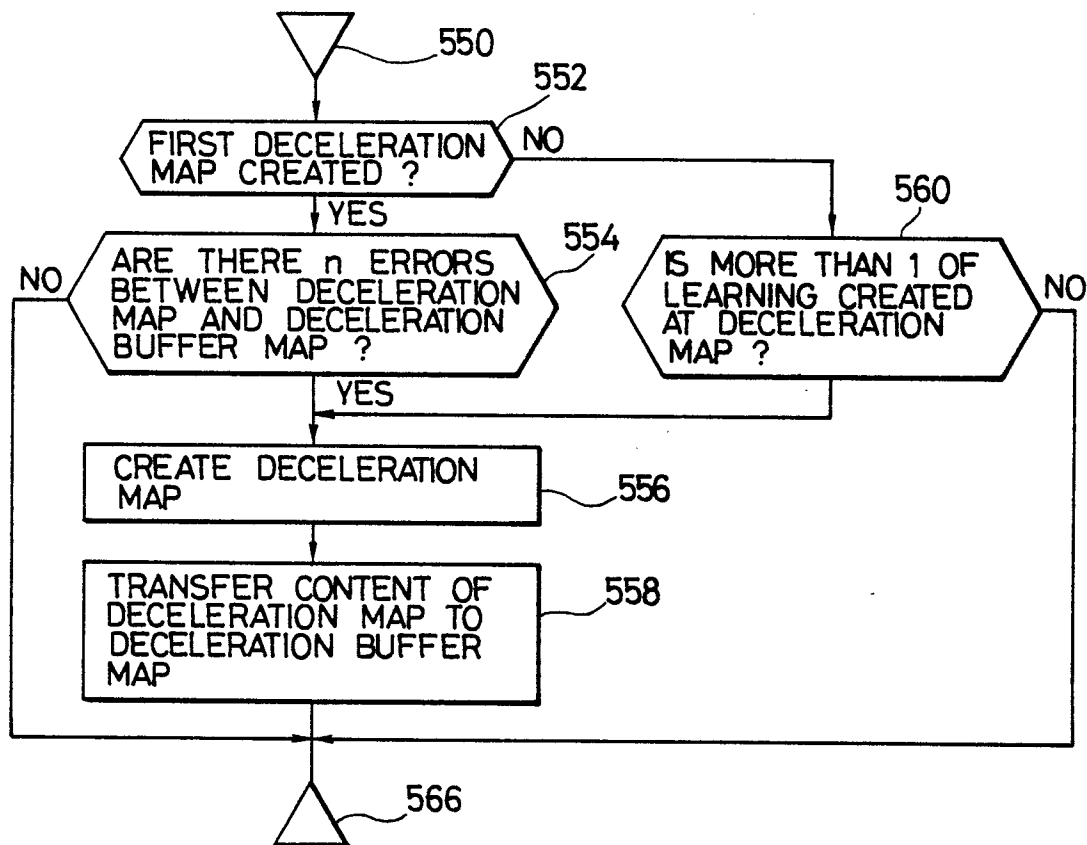 550
552
FIRST DECELERATION
MAP CREATED ?
NO
YES
560
554
NO
ARE THERE n ERRORS
BETWEEN DECELERATION
MAP AND DECELERATION
BUFFER MAP ?
IS MORE THAN 1 OF
LEARNING CREATED
AT DECELERATION
MAP ?
NO
YES
CREATE DECELERATION
MAP
556
TRANSFER CONTENT OF
DECELERATION MAP TO
DECELERATION BUFFER
MAP
558
566